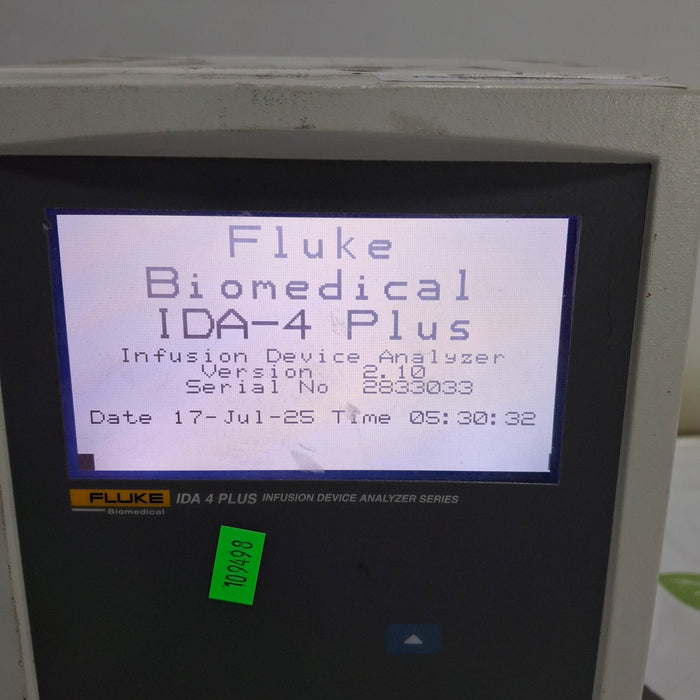 Fluke
Biomedical
IDA-4 Plus
Infusion Device Analyzer
Version 2.10
Serial No 2833033
Date 17-Jul-25 Time 05:30:32
FLUKE IDA 4 PLUS INFUSION DEVICE ANALYZER SERIES
Biomedical
109498